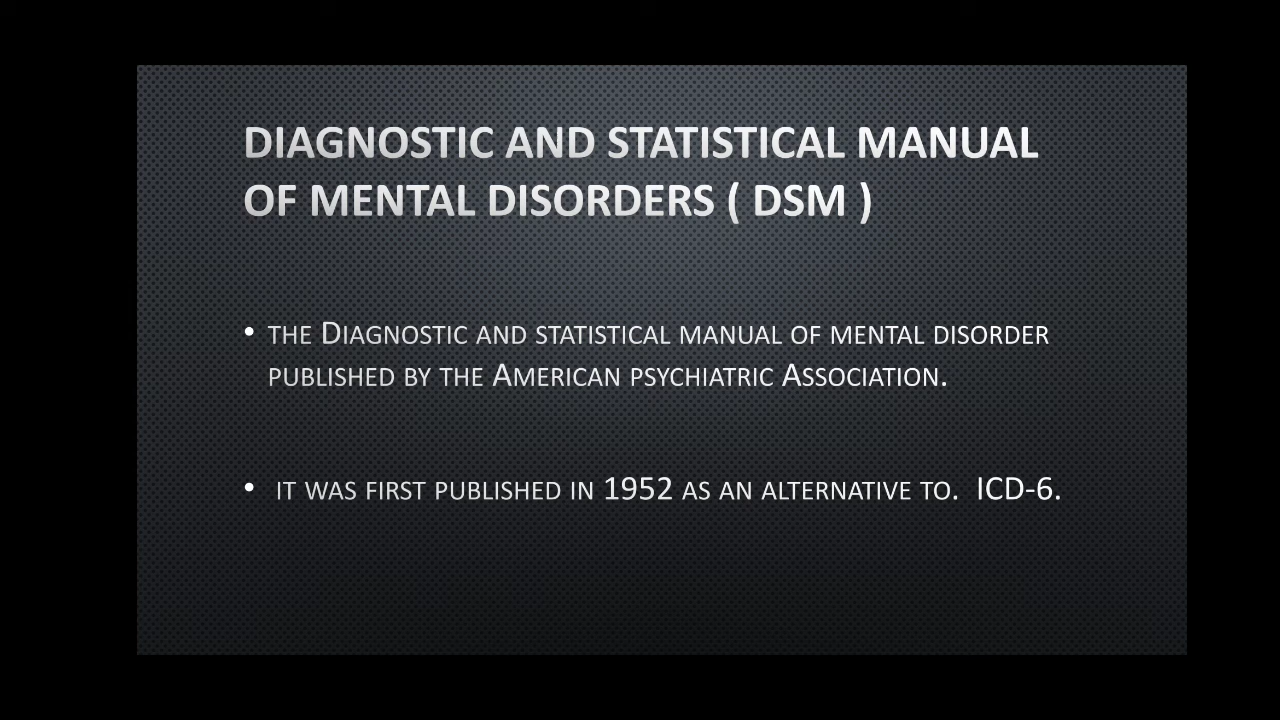 DIAGNOSTIC AND STATISTICAL MANUAL
OF MENTAL DISORDERS ( DSM )
• THE DIAGNOSTIC AND STATISTICAL MANUAL OF MENTAL DISORDER
PUBLISHED BY THE AMERICAN PSYCHIATRIC ASSOCIATION.
• IT WAS FIRST PUBLISHED IN 1952 AS AN ALTERNATIVE TO. ICD-6.